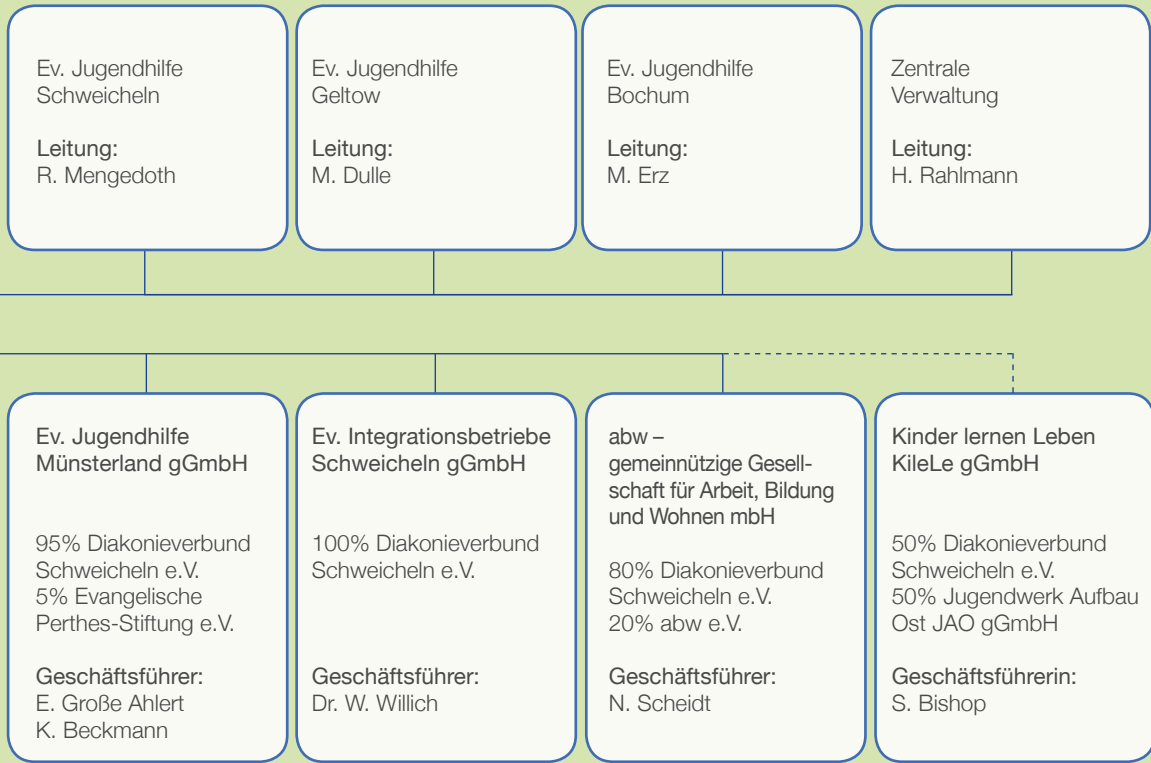 Ev. Jugendhilfe
Schweicheln
Leitung:
R. Mengedoth
Ev. Jugendhilfe
Geltow
Leitung:
M. Dulle
Ev. Jugendhilfe
Bochum
Leitung:
M. Erz
Zentrale
Verwaltung
Leitung:
H. Rahlmann
Ev. Jugendhilfe
Münsterland gGmbH
95% Diakonieverbund
Schweicheln e.V.
5% Evangelische
Perthes-Stiftung e.V.
Geschäftsführer:
E. Große Ahlert
K. Beckmann
Ev. Integrationsbetriebe
Schweicheln gGmbH
100% Diakonieverbund
Schweicheln e.V.
Geschäftsführer:
Dr. W. Willich
abw –
gemeinnützige Gesell-
schaft für Arbeit, Bildung
und Wohnen mbH
80% Diakonieverbund
Schweicheln e.V.
20% abw e.V.
Geschäftsführer:
N. Scheidt
Kinder lernen Leben
KileLe gGmbH
50% Diakonieverbund
Schweicheln e.V.
50% Jugendwerk Aufbau
Ost JAO gGmbH
Geschäftsführerin:
S. Bishop